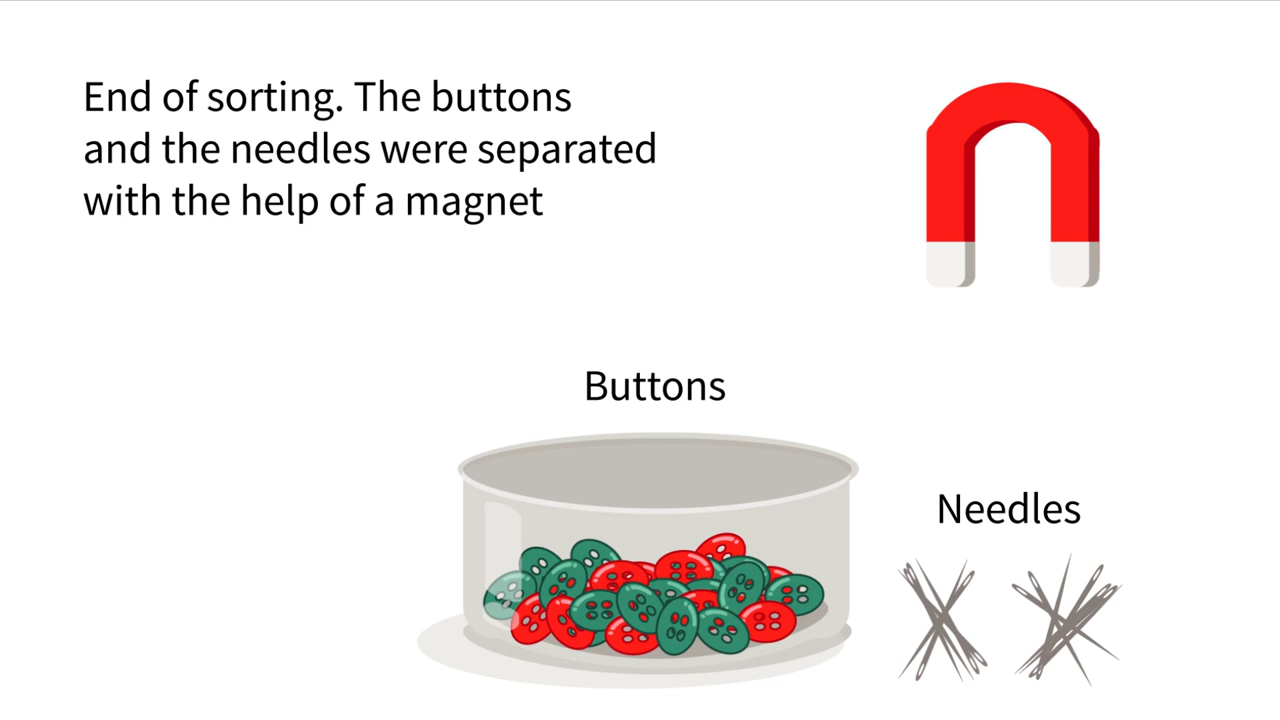 End of sorting. The buttons
and the needles were separated
with the help of a magnet
Buttons
Needles